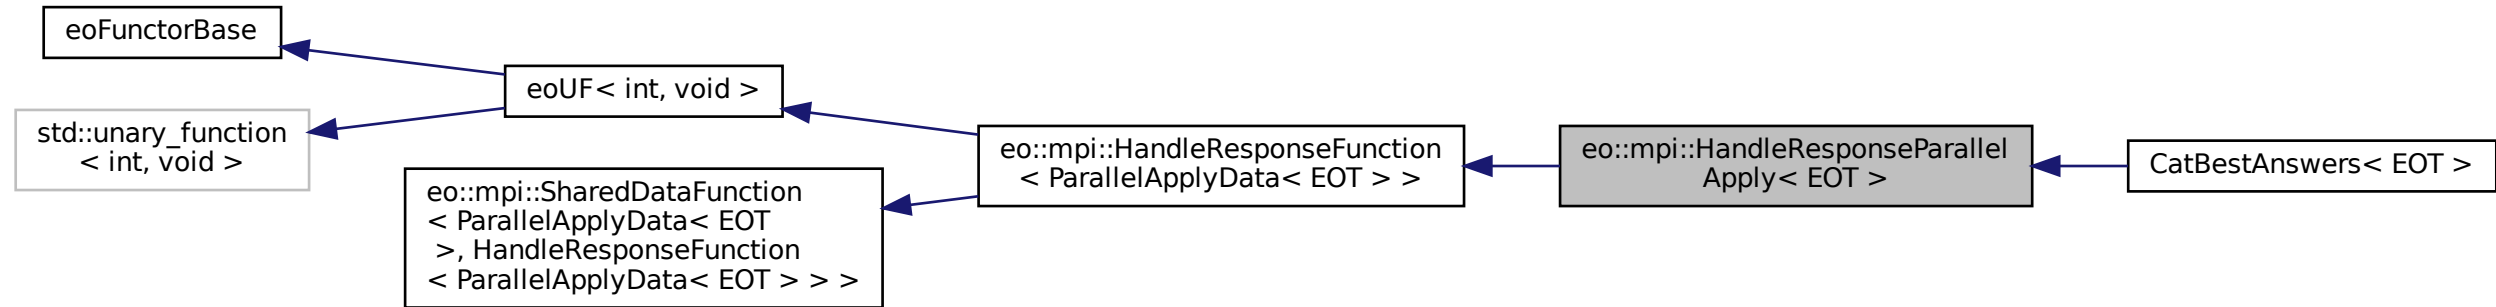 eoFunctorBase
std::unary_function
< int, void >
eoUF< int, void >
eo::mpi::SharedDataFunction
< ParallelApplyData< EOT
>, HandleResponseFunction
< ParallelApplyData< EOT > > >
eo::mpi::HandleResponseFunction
< ParallelApplyData< EOT > >
eo::mpi::HandleResponseParallel
Apply< EOT >
CatBestAnswers< EOT >